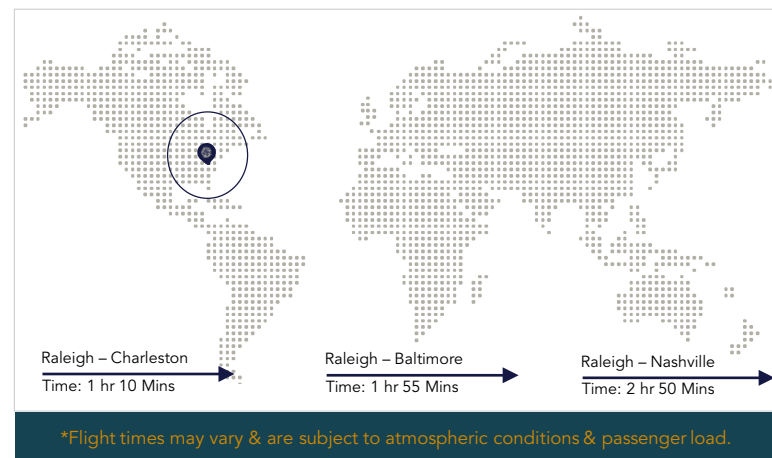 Raleigh – Charleston
Time: 1 hr 10 Mins
Raleigh – Baltimore
Time: 1 hr 55 Mins
Raleigh – Nashville
Time: 2 hr 50 Mins
*Flight times may vary & are subject to atmospheric conditions & passenger load.